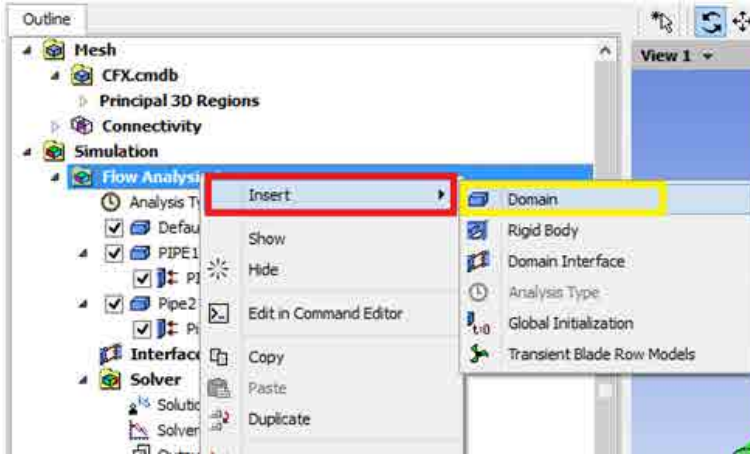 Outline
Mesh
View 1
CFX.cmdb
Principal 3D Regions
Connectivity
Simulation
Flow Analysi
Insert
Domain
Analysis T
Defau
Show
Rigid Body
PIPE1
Hide
Domain Interface
Analysis Type
Pipe2
Edit in Command Editor
t=0
Global Initialization
Interfac
Copy
Transient Blade Row Models
Solver
Paste
Solutio
Duplicate
Solver